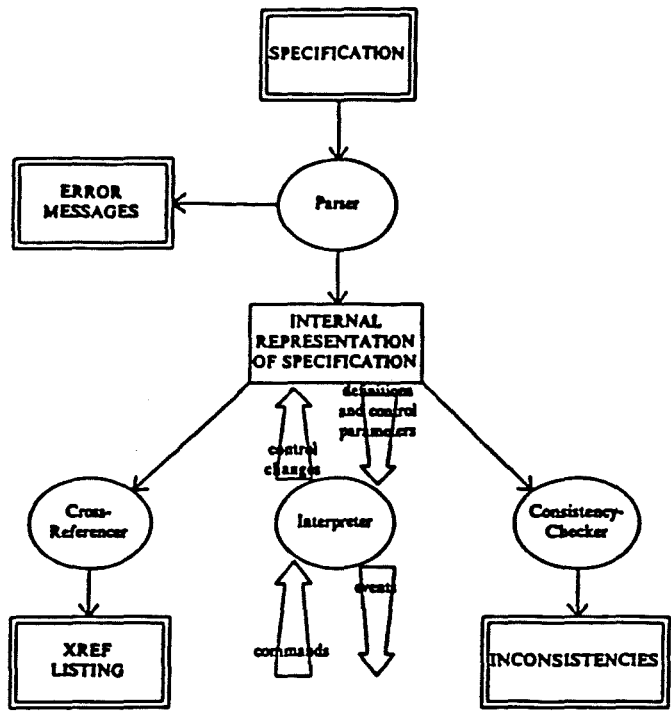 SPECIFICATION
ERROR
MESSAGES
Parser
INTERNAL
REPRESENTATION
OF SPECIFICATION
definitions
and control
parameters
control
changes
Cross-
Referencer
Interpreter
Consistency-
Checker
events
commands
XREF
LISTING
INCONSISTENCIES